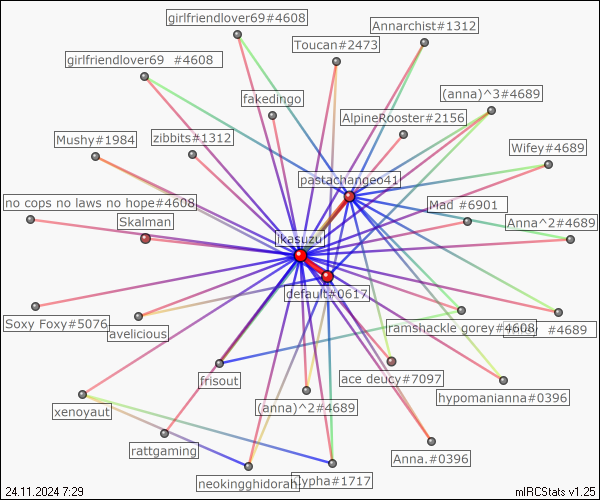 girlfriendlover69#4608
Annarchist#1312
Toucan#2473
girlfriendlover69 #4608
(anna)^3#4689
fakedingo
AlpineRooster#2156
zibbits#1312
Mushy#1984
Wifey#4689
pastachangeo41
no cops no laws no hope#4608
Mad #6901
Skalman
Anna^2#4689
ikasuzu
default#0617
Soxy Foxy#5076
avelicious
ramshackle gorey#4608
#4689
frisout
ace deucy#7097
hypomanianna#0396
xenoyaut
(anna)^2#4689
rattgaming
Anna.#0396
neokingghidorah
Cypha#1717
24.11.2024 7:29
mIRCStats v1.25